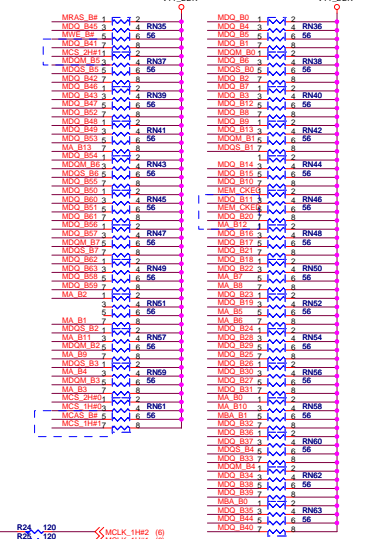 MRAS_B# 1 2
MDQ_B45 3 4 RN35
MWE_B# 5 6 56
MDQ_B41 7 8
MCS_2H#1 1 2
MDQM_B5 3 4 RN37
MDQS_B5 5 6 56
MDQ_B42 7 8
MDQ_B46 1 2
MDQ_B43 3 4 RN39
MDQ_B47 5 6 56
MDQ_B52 7 8
MDQ_B48 1 2
MDQ_B49 3 4 RN41
MDQ_B53 5 6 56
MA_B13 7 8
MDQ_B54 1 2
MDQM_B6 3 4 RN43
MDQS_B6 5 6 56
MDQ_B55 7 8
MDQ_B50 1 2
MDQ_B60 3 4 RN45
MDQ_B51 5 6 56
MDQ_B61 7 8
MDQ_B56 1 2
MDQ_B57 3 4 RN47
MDQM_B7 5 6 56
MDQS_B7 7 8
MDQ_B62 1 2
MDQ_B63 3 4 RN49
MDQ_B58 5 6 56
MDQ_B59 7 8
MA_B2 1 2
3 4 RN51
5 6 56
MA_B1 7 8
MDQS_B2 1 2
MA_B11 3 4 RN57
MDQM_B2 5 6 56
MA_B9 7 8
MDQS_B3 1 2
MA_B4 3 4 RN59
MDQM_B3 5 6 56
MA_B3 7 8
MCS_2H#0 1 2
MCS_1H#0 3 4 RN61
MCAS_B# 5 6 56
MCS_1H#1 7 8
MDQ_B0 1 2
MDQ_B4 3 4 RN36
MDQ_B5 5 6 56
MDQ_B1 7 8
MDQM_B0 1 2
MDQ_B6 3 4 RN38
MDQS_B0 5 6 56
MDQ_B2 7 8
MDQ_B7 1 2
MDQ_B3 3 4 RN40
MDQ_B12 5 6 56
MDQ_B8 7 8
MDQ_B9 1 2
MDQ_B13 3 4 RN42
MDQM_B1 5 6 56
MDQS_B1 7 8
1 2
MDQ_B14 3 4 RN44
MDQ_B15 5 6 56
MDQ_B10 7 8
1 2
MDQ_B11 3 4 RN46
5 6 56
MDQ_B20 7 8
MA_B12 1 2
MDQ_B16 3 4 RN48
MDQ_B17 5 6 56
MDQ_B21 7 8
MDQ_B18 1 2
MDQ_B22 3 4 RN50
MA_B7 5 6 56
MA_B8 7 8
MDQ_B23 1 2
MDQ_B19 3 4 RN52
MA_B5 5 6 56
MA_B6 7 8
MDQ_B24 1 2
MDQ_B28 3 4 RN54
MDQ_B29 5 6 56
MDQ_B25 7 8
MDQ_B26 1 2
MDQ_B30 3 4 RN56
MDQ_B27 5 6 56
MDQ_B31 7 8
MA_B0 1 2
MA_B10 3 4 RN58
MBA_B1 5 6 56
MDQ_B32 7 8
MDQ_B36 1 2
MDQ_B37 3 4 RN60
MDQS_B4 5 6 56
MDQ_B33 7 8
MDQM_B4 1 2
MDQ_B34 3 4 RN62
MDQ_B38 5 6 56
MDQ_B39 7 8
MBA_B0 1 2
MDQ_B35 3 4 RN63
MDQ_B44 5 6 56
MDQ_B40 7 8
R24 120 MCLK_1H#2 (6)
R25 120